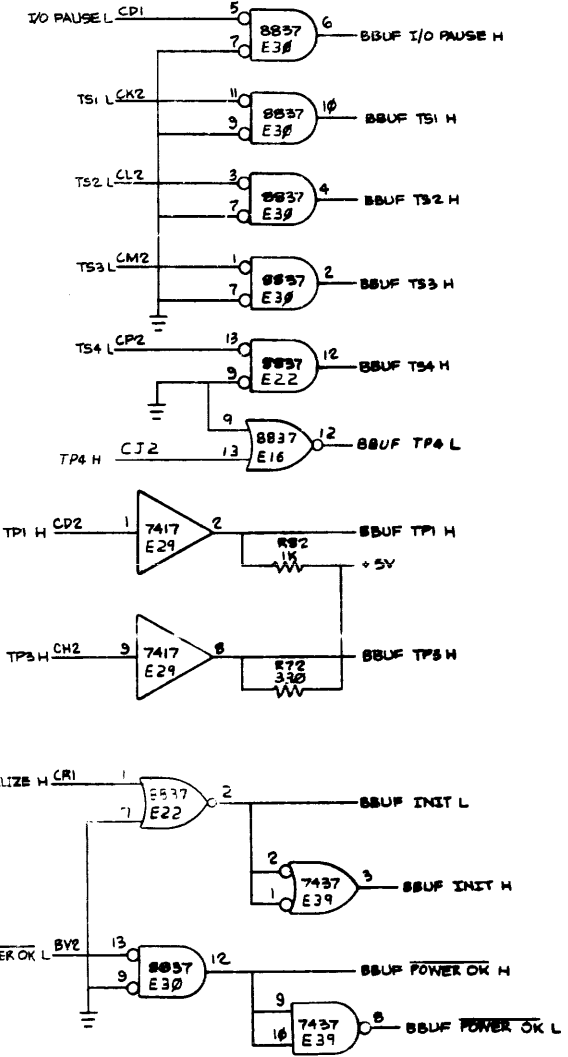 I/O PAUSE L CD1 5 6 BBUF I/O PAUSE H
7 8837 E3Ø
TS1 L CK2 11 1Ø BBUF TS1 H
9 8837 E3Ø
TS2 L CL2 3 4 BBUF TS2 H
7 8837 E3Ø
TS3 L CM2 1 2 BBUF TS3 H
7 8837 E3Ø
TS4 L CP2 13 12 BBUF TS4 H
9 8837 E22
9 8837 12 BBUF TP4 L
TP4 H CJ2 13 E16
TP1 H CD2 1 7417 E29 2 BBUF TP1 H
R82 1K
+5V
TP3 H CH2 9 7417 E29 8 BBUF TP3 H
R72 330
LIZE H CR1 1 8837 2 BBUF INIT L
7 E22
2 7437 3 BBUF INIT H
1 E39
ER OK L BV2 13 8837 12 BBUF POWER OK H
9 E3Ø
9 7437 8 BBUF POWER OK L
1Ø E39